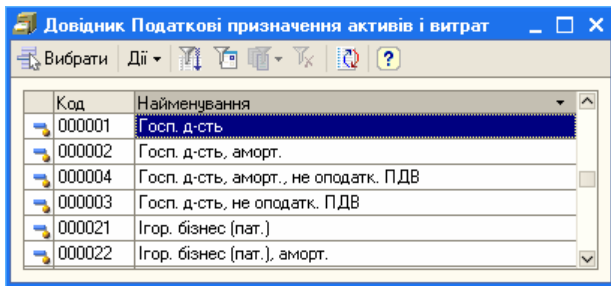 Довідник Податкові призначення активів і витрат
Вибрати Дії
Код Найменування
000001 Госп. д-сть
000002 Госп. д-сть, аморт.
000004 Госп. д-сть, аморт., не оподатк. ПДВ
000003 Госп. д-сть, не оподатк. ПДВ
000021 Ігор. бізнес (пат.)
000022 Ігор. бізнес (пат.), аморт.